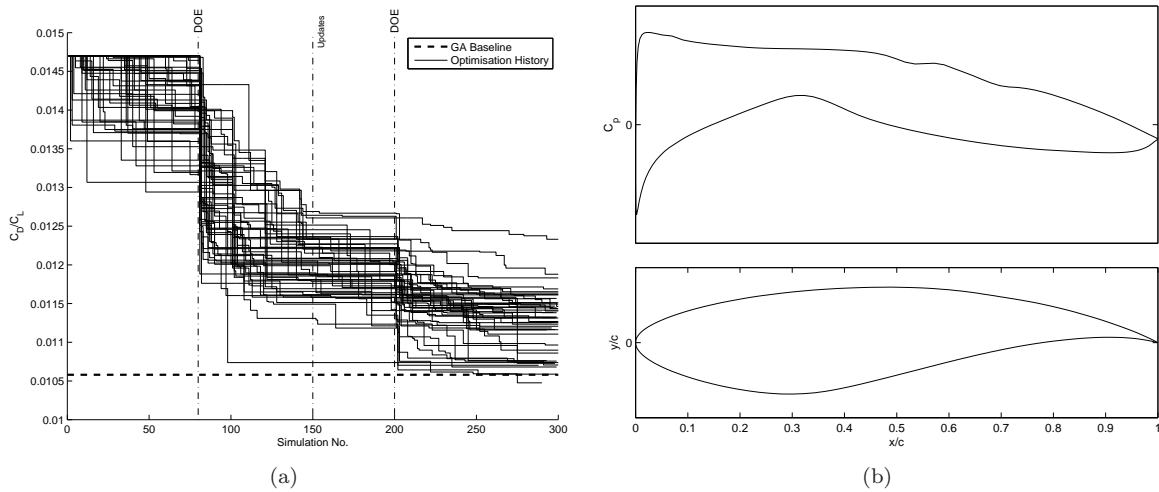 DOE
Updates
DOE
0.015
0.0145
0.014
0.0135
0.013
0.0125
0.012
0.0115
0.011
0.0105
0.01
C_D/C_L
GA Baseline
Optimisation History
0 50 100 150 200 250 300
Simulation No.
(a)
C_p
0
y/c
0
0 0.1 0.2 0.3 0.4 0.5 0.6 0.7 0.8 0.9 1
x/c
(b)